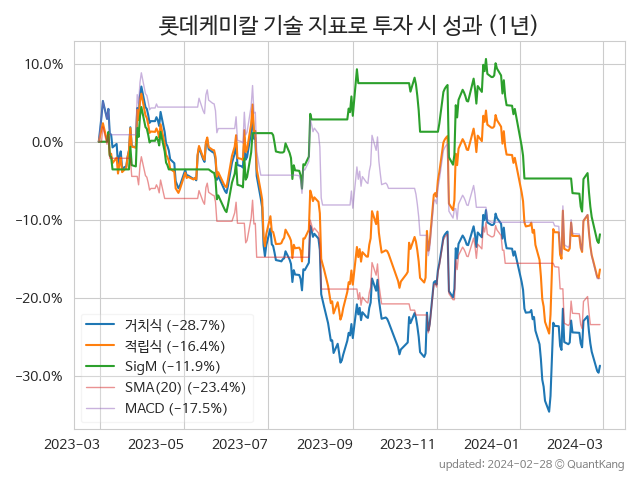 롯데케미칼 기술 지표로 투자 시 성과 (1년)
10.0%
0.0%
−10.0%
−20.0%
−30.0%
거치식 (−28.7%)
적립식 (−16.4%)
SigM (−11.9%)
SMA(20) (−23.4%)
MACD (−17.5%)
2023-03 2023-05 2023-07 2023-09 2023-11 2024-01 2024-03
updated: 2024-02-28 © QuantKang